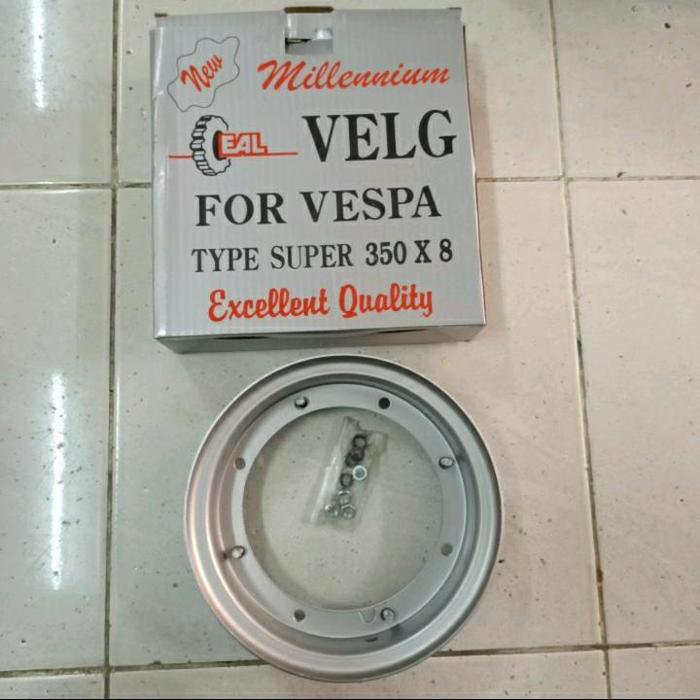 New
Millennium
EAL VELG
FOR VESPA
TYPE SUPER 350 X 8
Excellent Quality